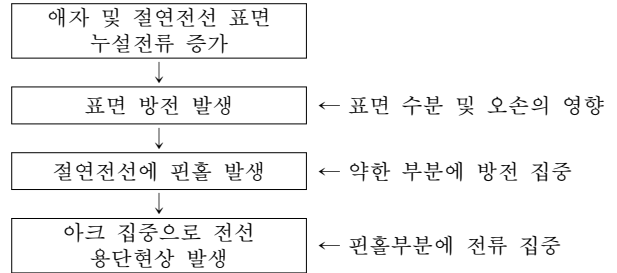 애자 및 절연전선 표면
누설전류 증가
↓
표면 방전 발생 ← 표면 수분 및 오손의 영향
↓
절연전선에 핀홀 발생 ← 약한 부분에 방전 집중
↓
아크 집중으로 전선
용단현상 발생 ← 핀홀부분에 전류 집중